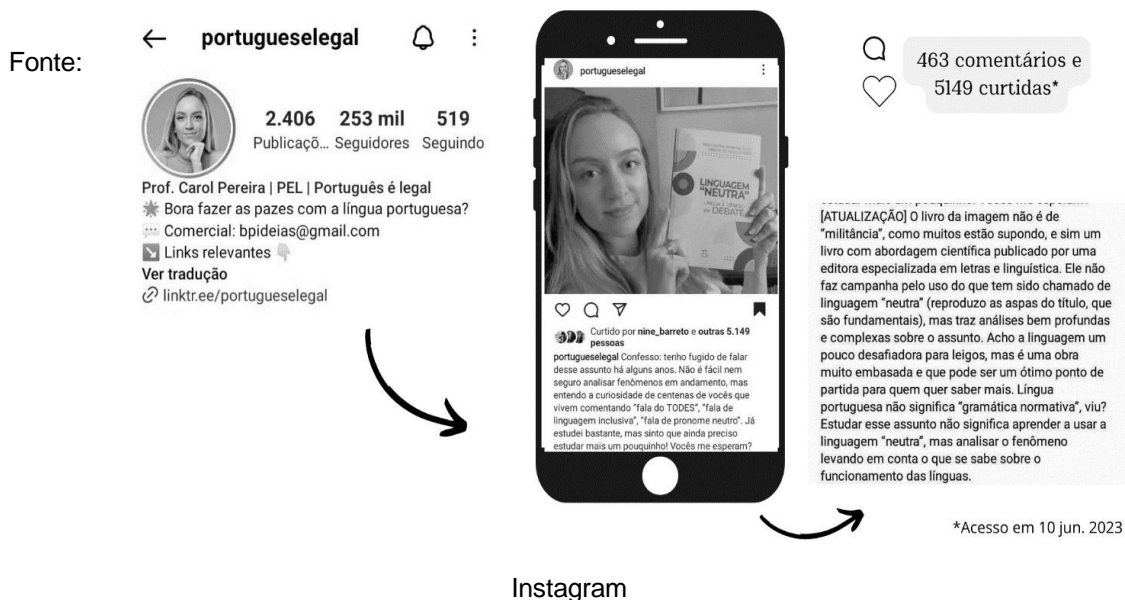 Fonte:
portugueselegal
2.406 253 mil 519
Publicaçõ... Seguidores Seguindo
Prof. Carol Pereira | PEL | Português é legal
Bora fazer as pazes com a língua portuguesa?
Comercial: bpideias@gmail.com
Links relevantes
Ver tradução
linktr.ee/portugueselegal
portugueselegal
LINGUAGEM
"NEUTRA"
LÍNGUA E GÊNERO
EM DEBATE
Curtido por nine_barreto e outras 5.149
pessoas
portugueselegal Confesso: tenho fugido de falar
desse assunto há alguns anos. Não é fácil nem
seguro analisar fenômenos em andamento, mas
entendo a curiosidade de centenas de vocês que
vivem comentando "fala do TODES", "fala de
linguagem inclusiva", "fala de pronome neutro". Já
estudei bastante, mas sinto que ainda preciso
estudar mais um pouquinho! Vocês me esperam?
463 comentários e
5149 curtidas*
[ATUALIZAÇÃO] O livro da imagem não é de
"militância", como muitos estão supondo, e sim um
livro com abordagem científica publicado por uma
editora especializada em letras e linguística. Ele não
faz campanha pelo uso do que tem sido chamado de
linguagem "neutra" (reproduzo as aspas do título, que
são fundamentais), mas traz análises bem profundas
e complexas sobre o assunto. Acho a linguagem um
pouco desafiadora para leigos, mas é uma obra
muito embasada e que pode ser um ótimo ponto de
partida para quem quer saber mais. Língua
portuguesa não significa "gramática normativa", viu?
Estudar esse assunto não significa aprender a usar a
linguagem "neutra", mas analisar o fenômeno
levando em conta o que se sabe sobre o
funcionamento das línguas.
*Acesso em 10 jun. 2023
Instagram